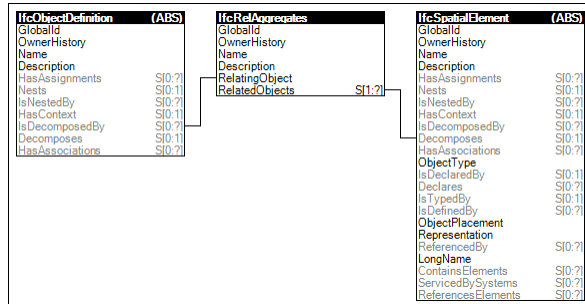 IfcObjectDefinition (ABS)
GlobalId
OwnerHistory
Name
Description
HasAssignments S[0:?]
Nests S[0:1]
IsNestedBy S[0:?]
HasContext S[0:1]
IsDecomposedBy S[0:?]
Decomposes S[0:1]
HasAssociations S[0:?]
IfcRelAggregates
GlobalId
OwnerHistory
Name
Description
RelatingObject
RelatedObjects S[1:?]
IfcSpatialElement (ABS)
GlobalId
OwnerHistory
Name
Description
HasAssignments S[0:?]
Nests S[0:1]
IsNestedBy S[0:?]
HasContext S[0:1]
IsDecomposedBy S[0:?]
Decomposes S[0:1]
HasAssociations S[0:?]
ObjectType
IsDeclaredBy S[0:1]
Declares S[0:?]
IsTypedBy S[0:1]
IsDefinedBy S[0:?]
ObjectPlacement
Representation
ReferencedBy S[0:?]
LongName
ContainsElements S[0:?]
ServicedBySystems S[0:?]
ReferencesElements S[0:?]